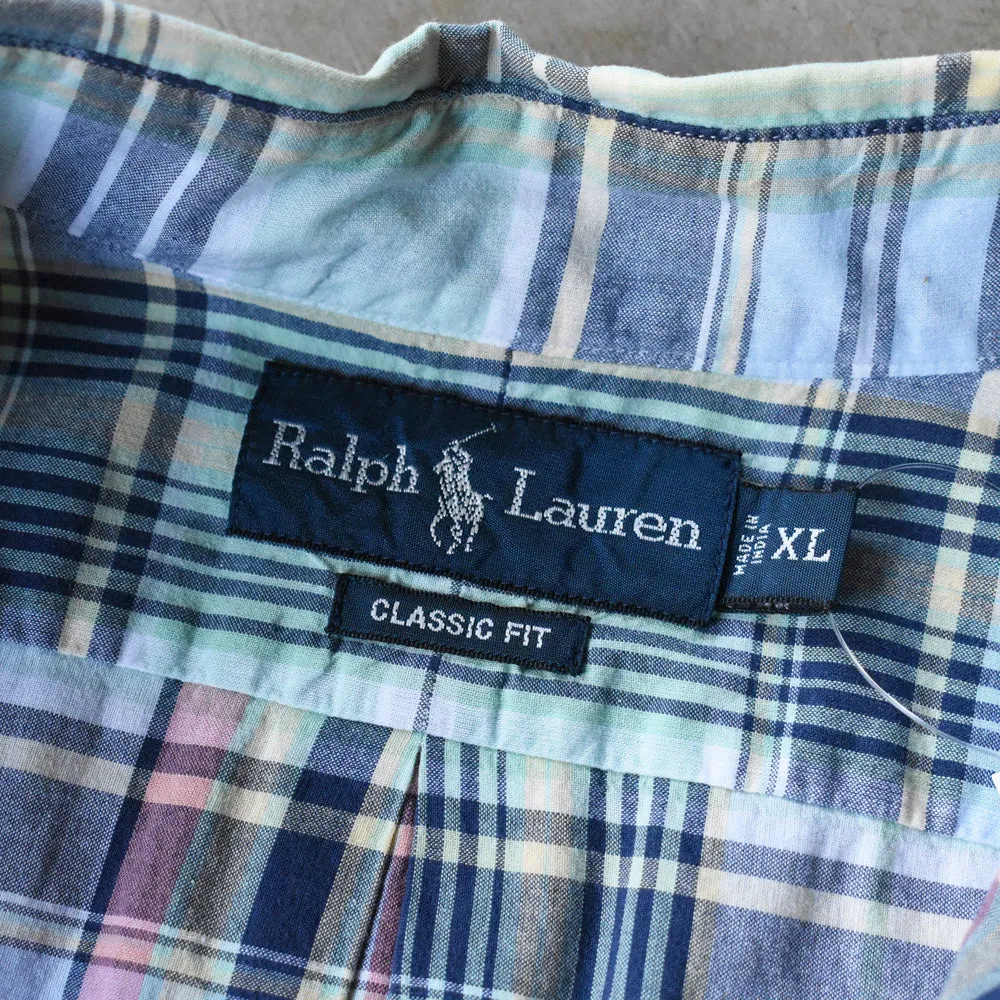 Ralph Lauren
MADE IN
INDIA
XL
CLASSIC FIT